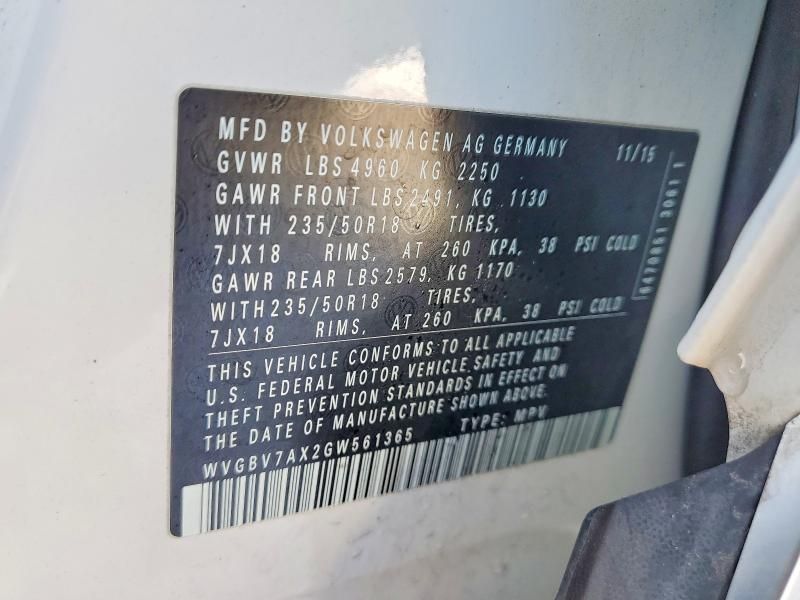 MFD BY VOLKSWAGEN AG GERMANY 11/15
GVWR LBS 4960 KG 2250
GAWR FRONT LBS 2491, KG 1130
WITH 235/50R18 TIRES,
7JX18 RIMS, AT 260 KPA, 38 PSI COLD
GAWR REAR LBS 2579, KG 1170
WITH 235/50R18 TIRES,
7JX18 RIMS, AT 260 KPA, 38 PSI COLD
THIS VEHICLE CONFORMS TO ALL APPLICABLE
U.S. FEDERAL MOTOR VEHICLE SAFETY AND
THEFT PREVENTION STANDARDS IN EFFECT ON
THE DATE OF MANUFACTURE SHOWN ABOVE.
WVGBV7AX2GW561365 TYPE: MPV